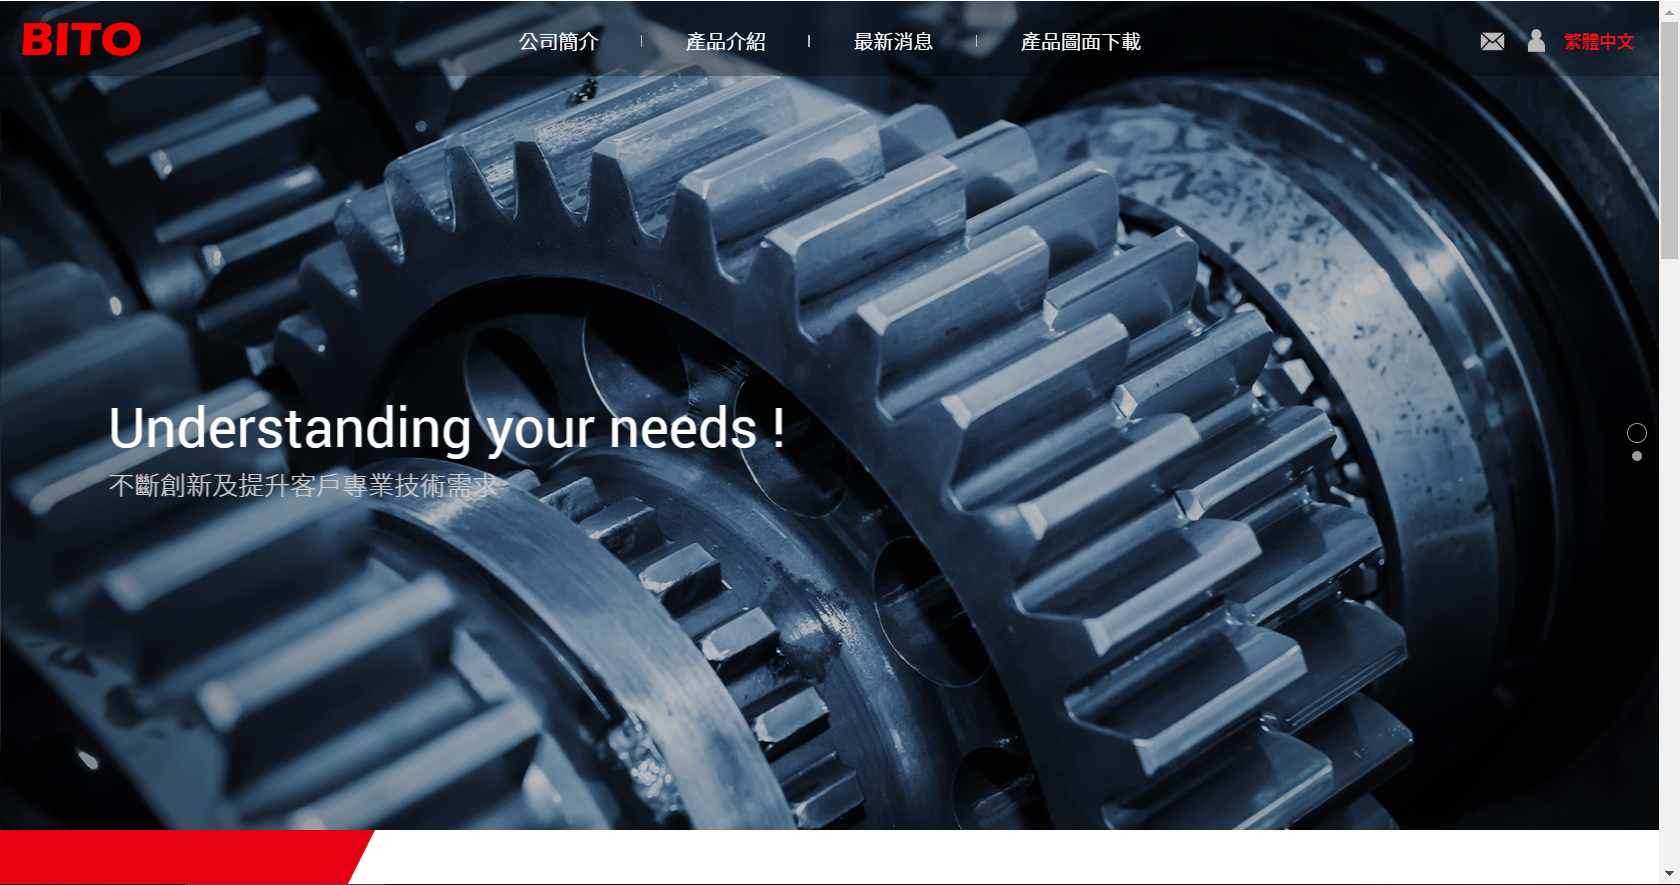 BITO
公司簡介
產品介紹
最新消息
產品圖面下載
繁體中文
Understanding your needs !
不斷創新及提升客戶專業技術需求